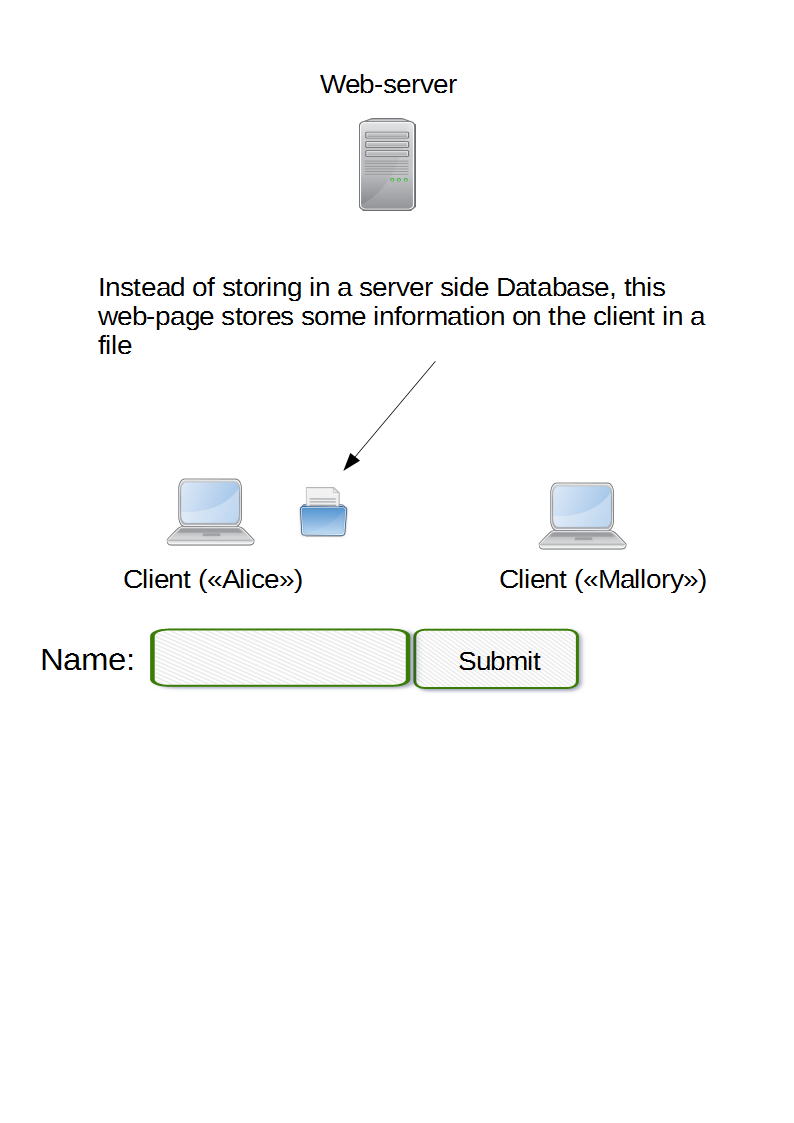 Web-server
Instead of storing in a server side Database, this
web-page stores some information on the client in a
file
Client («Alice»)
Client («Mallory»)
Name:
Submit